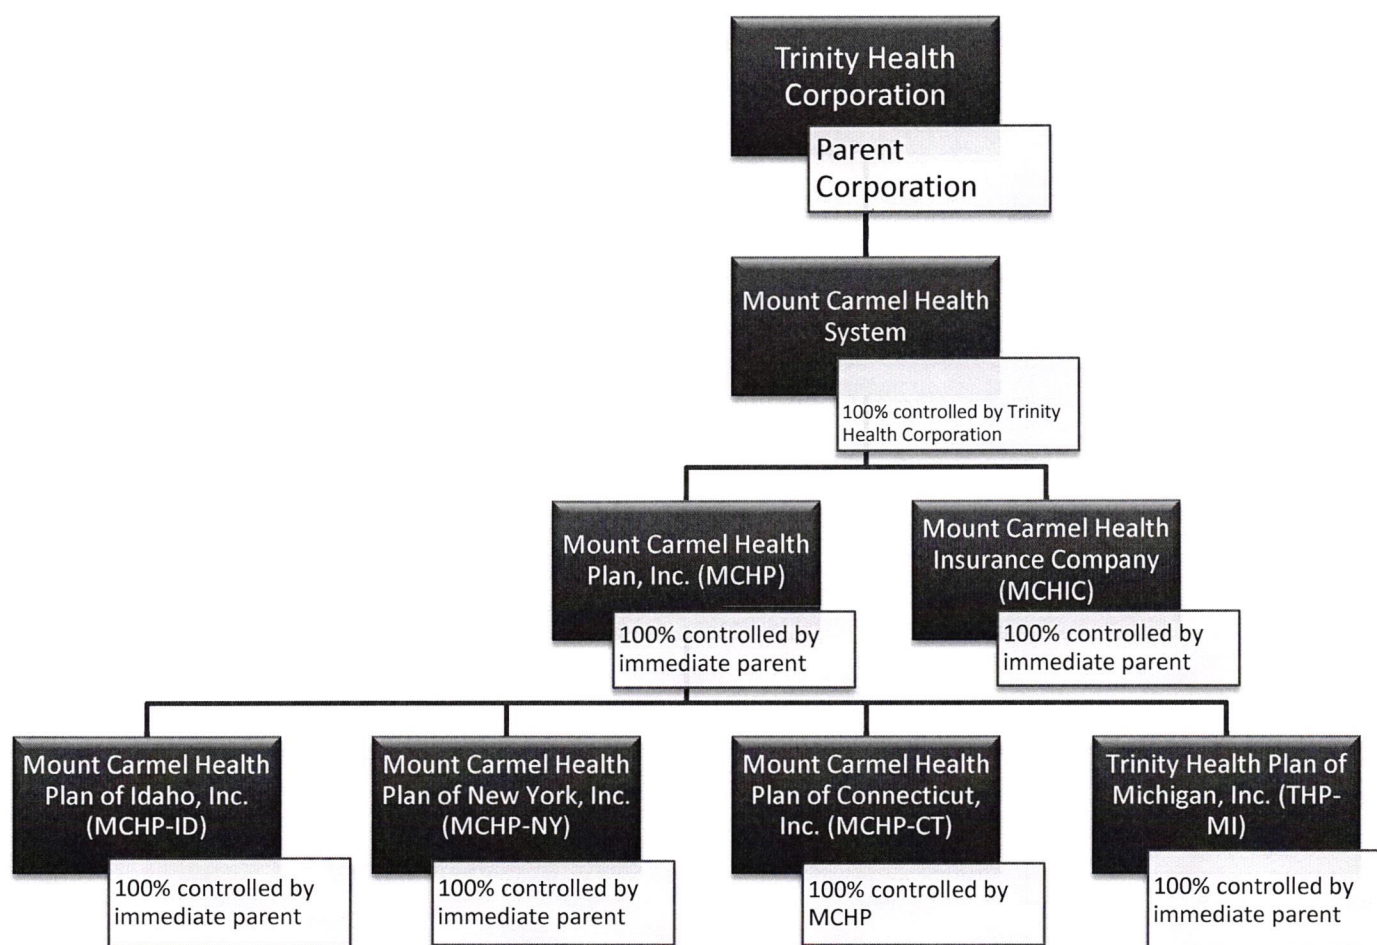 Trinity Health
Corporation
Parent
Corporation
Mount Carmel Health
System
100% controlled by Trinity
Health Corporation
Mount Carmel Health
Plan, Inc. (MCHP)
100% controlled by
immediate parent
Mount Carmel Health
Insurance Company
(MCHIC)
100% controlled by
immediate parent
Mount Carmel Health
Plan of Idaho, Inc.
(MCHP-ID)
100% controlled by
immediate parent
Mount Carmel Health
Plan of New York, Inc.
(MCHP-NY)
100% controlled by
immediate parent
Mount Carmel Health
Plan of Connecticut,
Inc. (MCHP-CT)
100% controlled by
MCHP
Trinity Health Plan of
Michigan, Inc. (THP-
MI)
100% controlled by
immediate parent